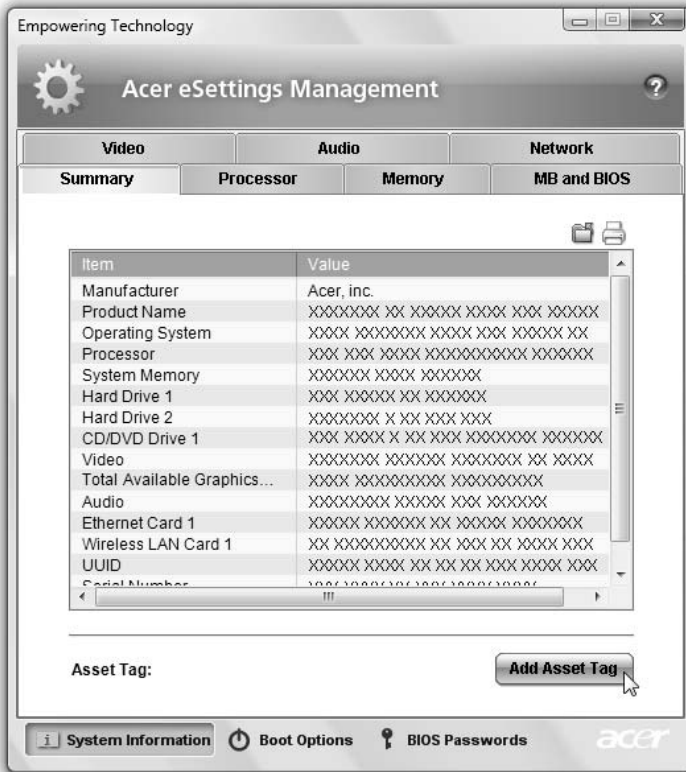 Empowering Technology
Acer eSettings Management
?
Video Audio Network
Summary Processor Memory MB and BIOS
Item Value
Manufacturer Acer, inc.
Product Name XXXXXXX XX XXXXX XXXX XXX XXXXX
Operating System XXXX XXXXXXX XXXX XXX XXXXX XX
Processor XXX XXX XXXX XXXXXXXXXX XXXXXX
System Memory XXXXXX XXXX XXXXXX
Hard Drive 1 XXX XXXXX XX XXXXXX
Hard Drive 2 XXXXXXX X XX XXX XXX
CD/DVD Drive 1 XXX XXXX X XX XXX XXXXXXX XXXXXX
Video XXXXXXX XXXXXX XXXXXXX XX XXXX
Total Available Graphics... XXXX XXXXXXXXX XXXXXXXXX
Audio XXXXXXXX XXXXX XXX XXXXXX
Ethernet Card 1 XXXXX XXXXXX XX XXXXX XXXXXXX
Wireless LAN Card 1 XX XXXXXXXXX XX XXX XX XXXX XXX
UUID XXXXX XXXX XX XX XX XXX XXXX XXX
Serial Number
Asset Tag: Add Asset Tag
i System Information Boot Options BIOS Passwords acer